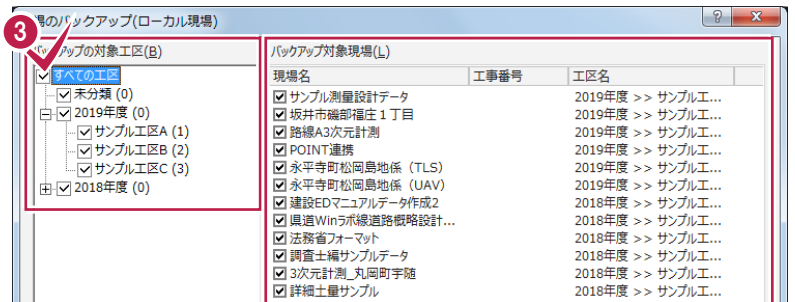 3
場のバックアップ(ローカル現場)
?
バックアップの対象工区(B)
すべての工区
未分類 (0)
2019年度 (0)
サンプル工区A (1)
サンプル工区B (2)
サンプル工区C (3)
2018年度 (0)
バックアップ対象現場(L)
現場名 工事番号 工区名
サンプル測量設計データ 2019年度 >> サンプル工...
坂井市磯部福庄1丁目 2019年度 >> サンプル工...
路線A3次元計測 2019年度 >> サンプル工...
POINT連携 2019年度 >> サンプル工...
永平寺町松岡島地係（TLS） 2019年度 >> サンプル工...
永平寺町松岡島地係（UAV） 2019年度 >> サンプル工...
建設EDマニュアルデータ作成2 2018年度 >> サンプル工...
県道Winラボ線道路概略設計... 2018年度 >> サンプル工...
法務省フォーマット 2018年度 >> サンプル工...
調査士編サンプルデータ 2018年度 >> サンプル工...
3次元計測_丸岡町宇随 2018年度 >> サンプル工...
詳細土量サンプル 2018年度 >> サンプル工...